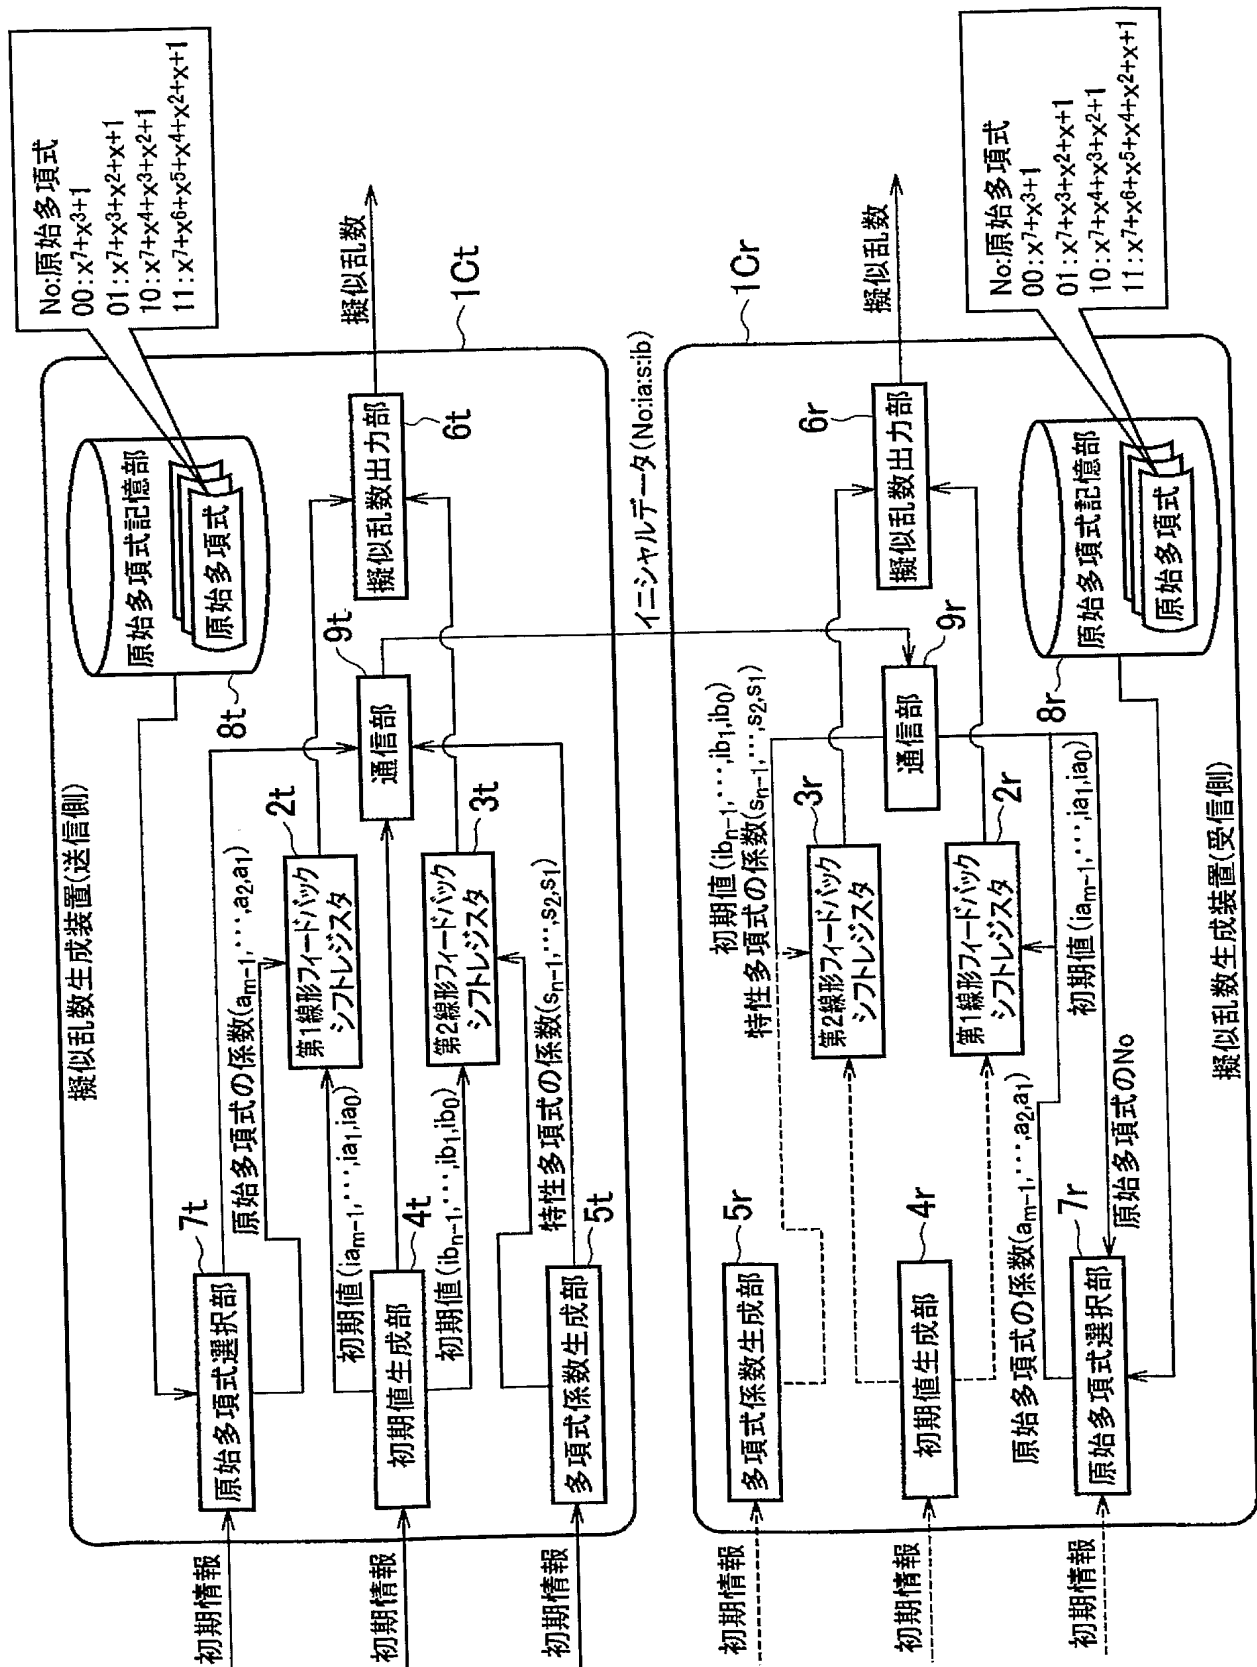 擬似乱数生成装置(送信側)
初期情報
初期情報
初期情報
7t
原始多項式選択部
4t
初期値生成部
5t
多項式係数生成部
原始多項式の係数(am-1,···,a2,a1)
初期値(iam-1,···,ia1,ia0)
初期値(ibn-1,···,ib1,ib0)
特性多項式の係数(sn-1,···,s2,s1)
2t
第1線形フィードバック
シフトレジスタ
3t
第2線形フィードバック
シフトレジスタ
9t
通信部
8t
原始多項式記憶部
原始多項式
6t
擬似乱数出力部
擬似乱数
1Ct
No:原始多項式
00:x⁷+x³+1
01:x⁷+x³+x²+x+1
10:x⁷+x⁴+x³+x²+1
11:x⁷+x⁶+x⁵+x⁴+x²+x+1
イニシャルデータ(No:ia:s:ib)
初期情報
初期情報
初期情報
5r
多項式係数生成部
4r
初期値生成部
7r
原始多項式選択部
初期値(ibn-1,···,ib1,ib0)
特性多項式の係数(sn-1,···,s2,s1)
3r
第2線形フィードバック
シフトレジスタ
2r
第1線形フィードバック
シフトレジスタ
原始多項式の係数(am-1,···,a2,a1)
初期値(iam-1,···,ia1,ia0)
原始多項式のNo
9r
通信部
8r
原始多項式記憶部
原始多項式
6r
擬似乱数出力部
擬似乱数
1Cr
No:原始多項式
00:x⁷+x³+1
01:x⁷+x³+x²+x+1
10:x⁷+x⁴+x³+x²+1
11:x⁷+x⁶+x⁵+x⁴+x²+x+1
擬似乱数生成装置(受信側)